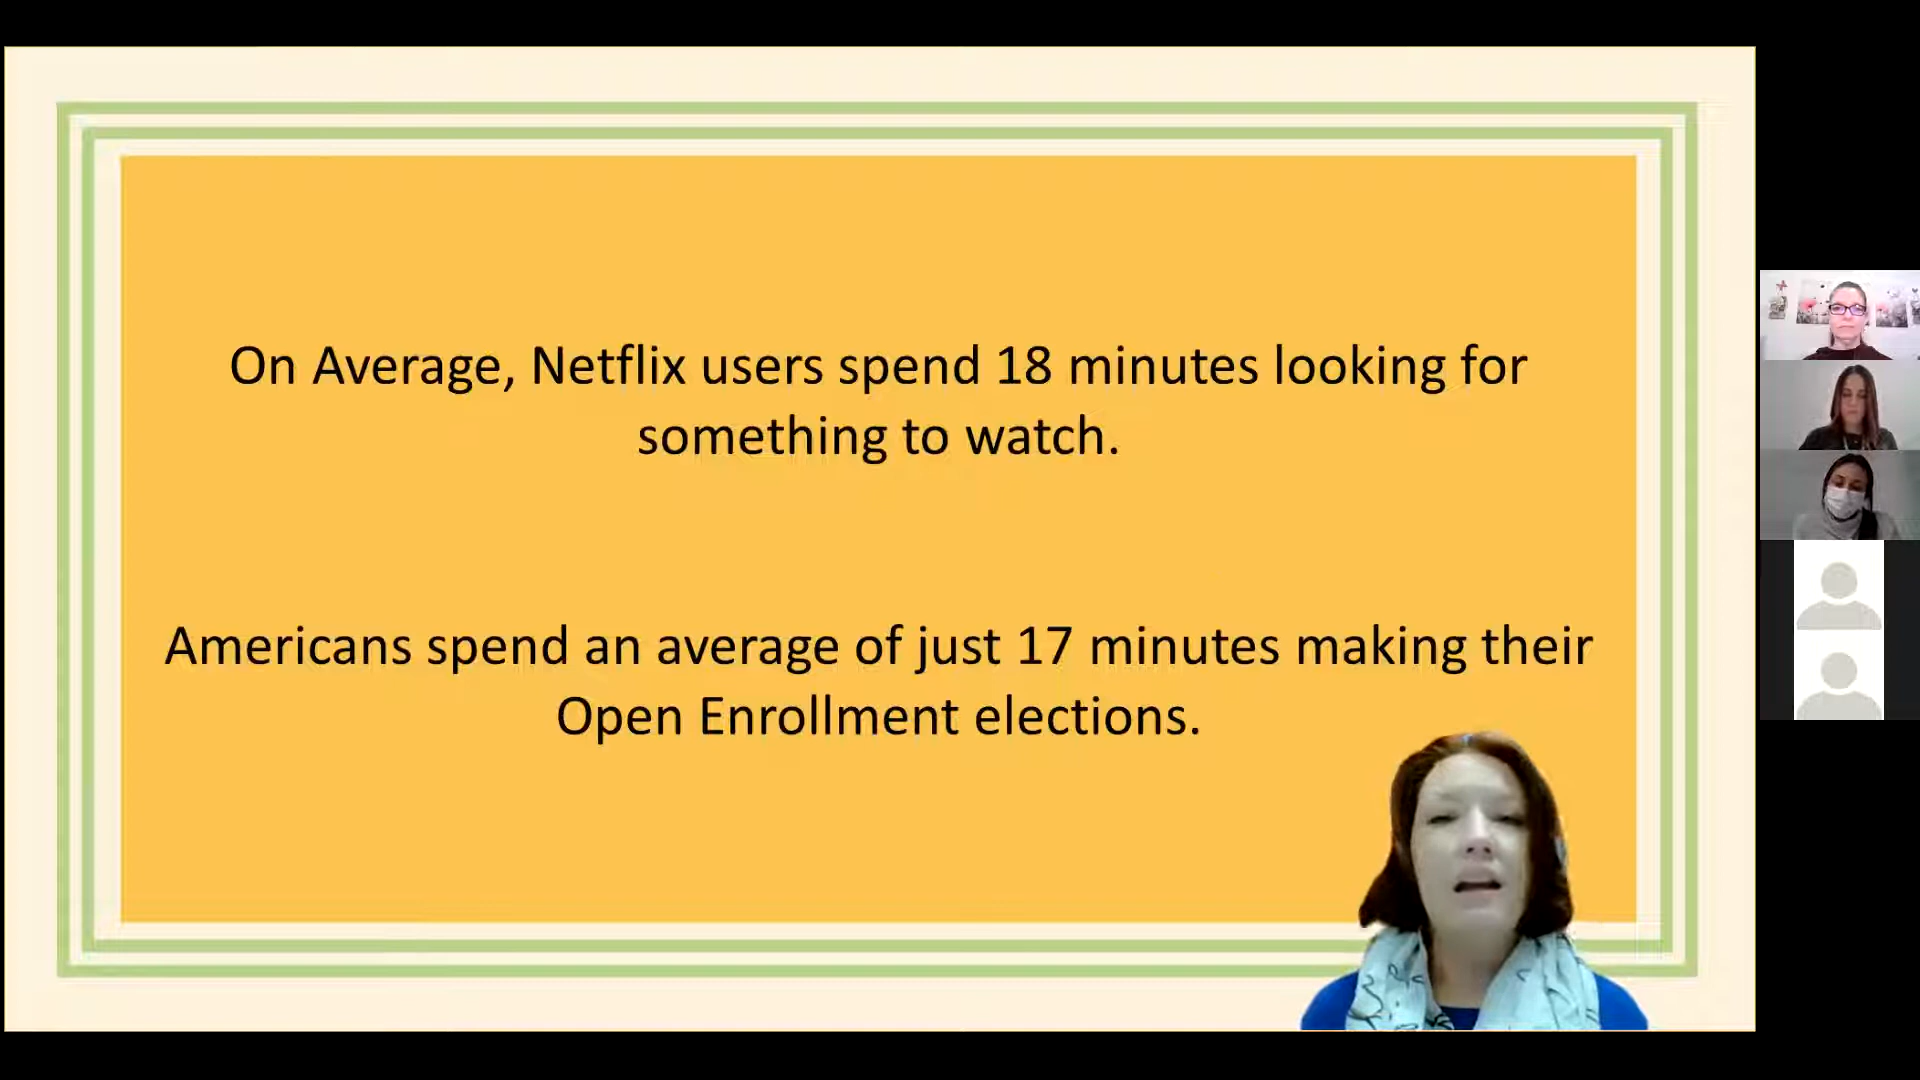 On Average, Netflix users spend 18 minutes looking for
something to watch.
Americans spend an average of just 17 minutes making their
Open Enrollment elections.